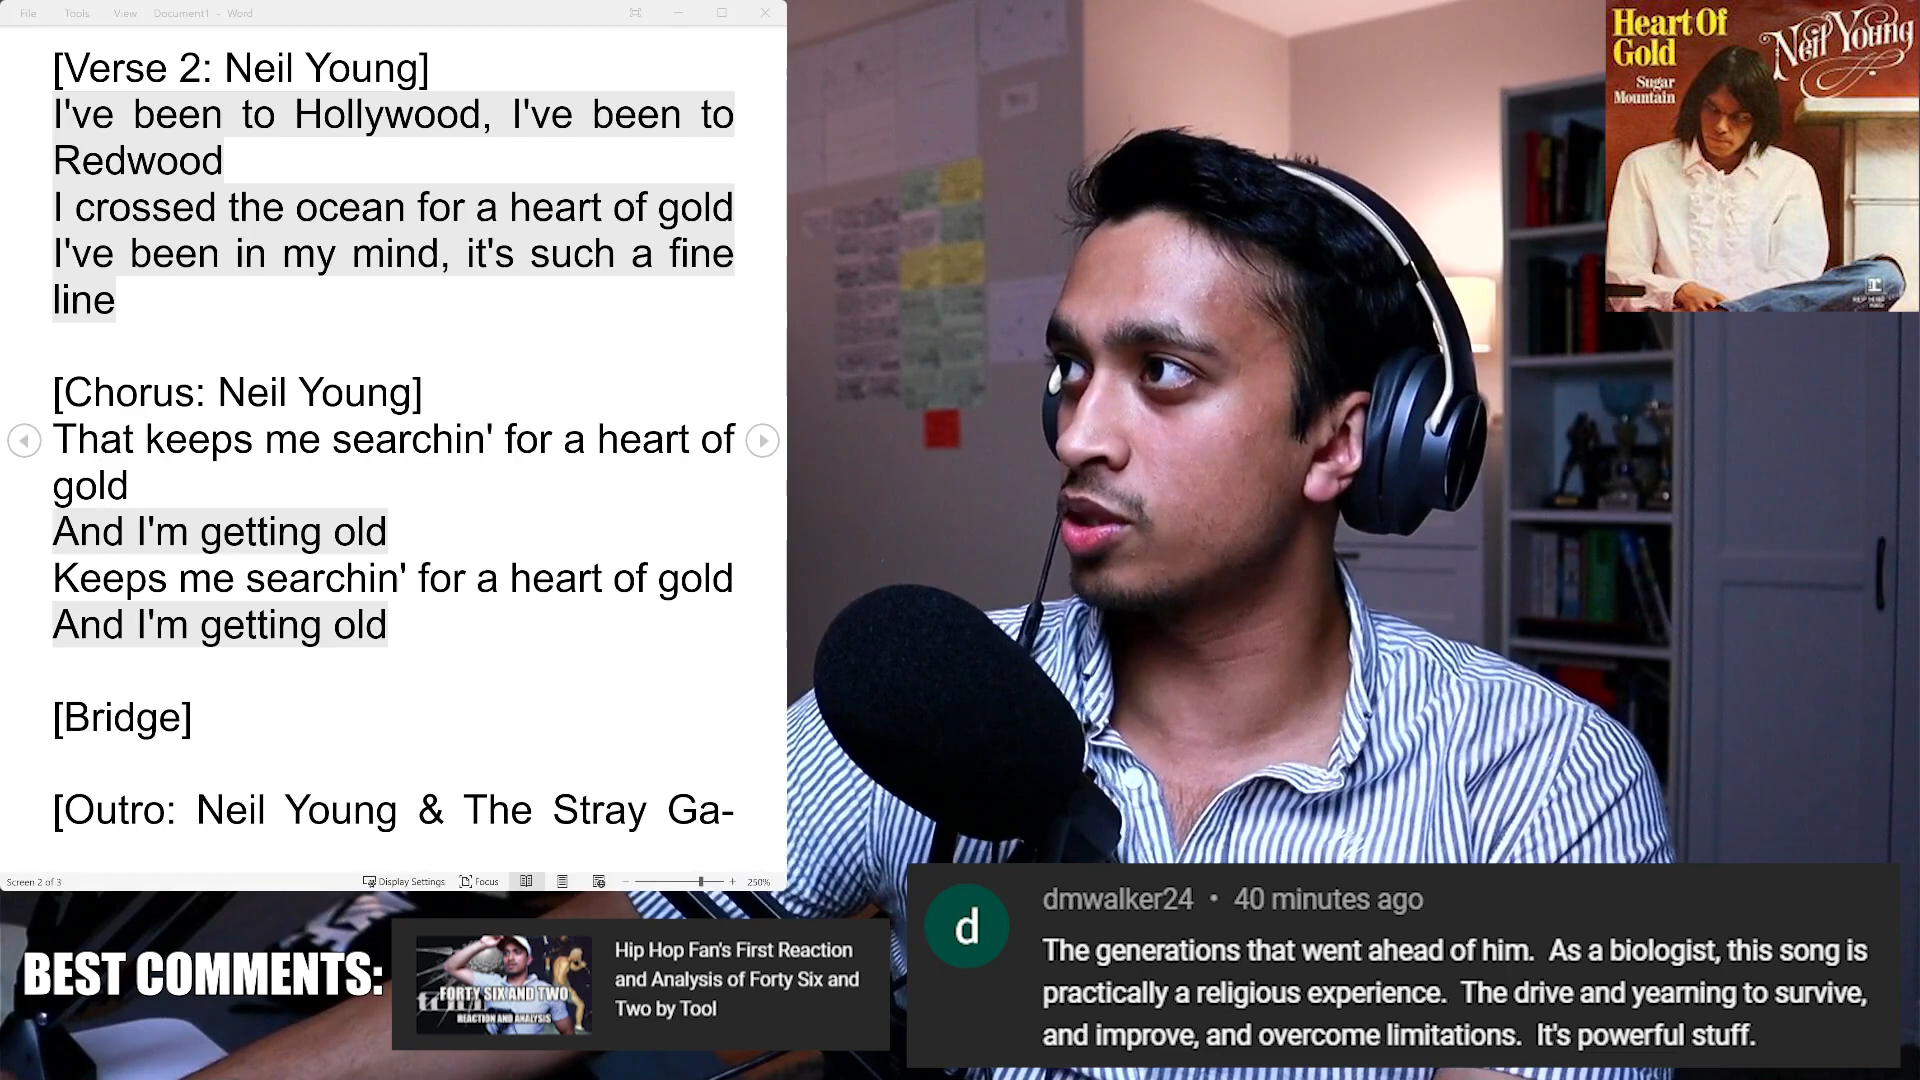 File Tools View Document1 - Word
[Verse 2: Neil Young]
I've been to Hollywood, I've been to
Redwood
I crossed the ocean for a heart of gold
I've been in my mind, it's such a fine
line
[Chorus: Neil Young]
That keeps me searchin' for a heart of
gold
And I'm getting old
Keeps me searchin' for a heart of gold
And I'm getting old
[Bridge]
[Outro: Neil Young & The Stray Ga-
Screen 2 of 3 Display Settings Focus 250%
Heart Of
Gold
Neil Young
Sugar
Mountain
BEST COMMENTS:
FORTY SIX AND TWO
REACTION AND ANALYSIS
Hip Hop Fan's First Reaction
and Analysis of Forty Six and
Two by Tool
d
dmwalker24 • 40 minutes ago
The generations that went ahead of him. As a biologist, this song is
practically a religious experience. The drive and yearning to survive,
and improve, and overcome limitations. It's powerful stuff.